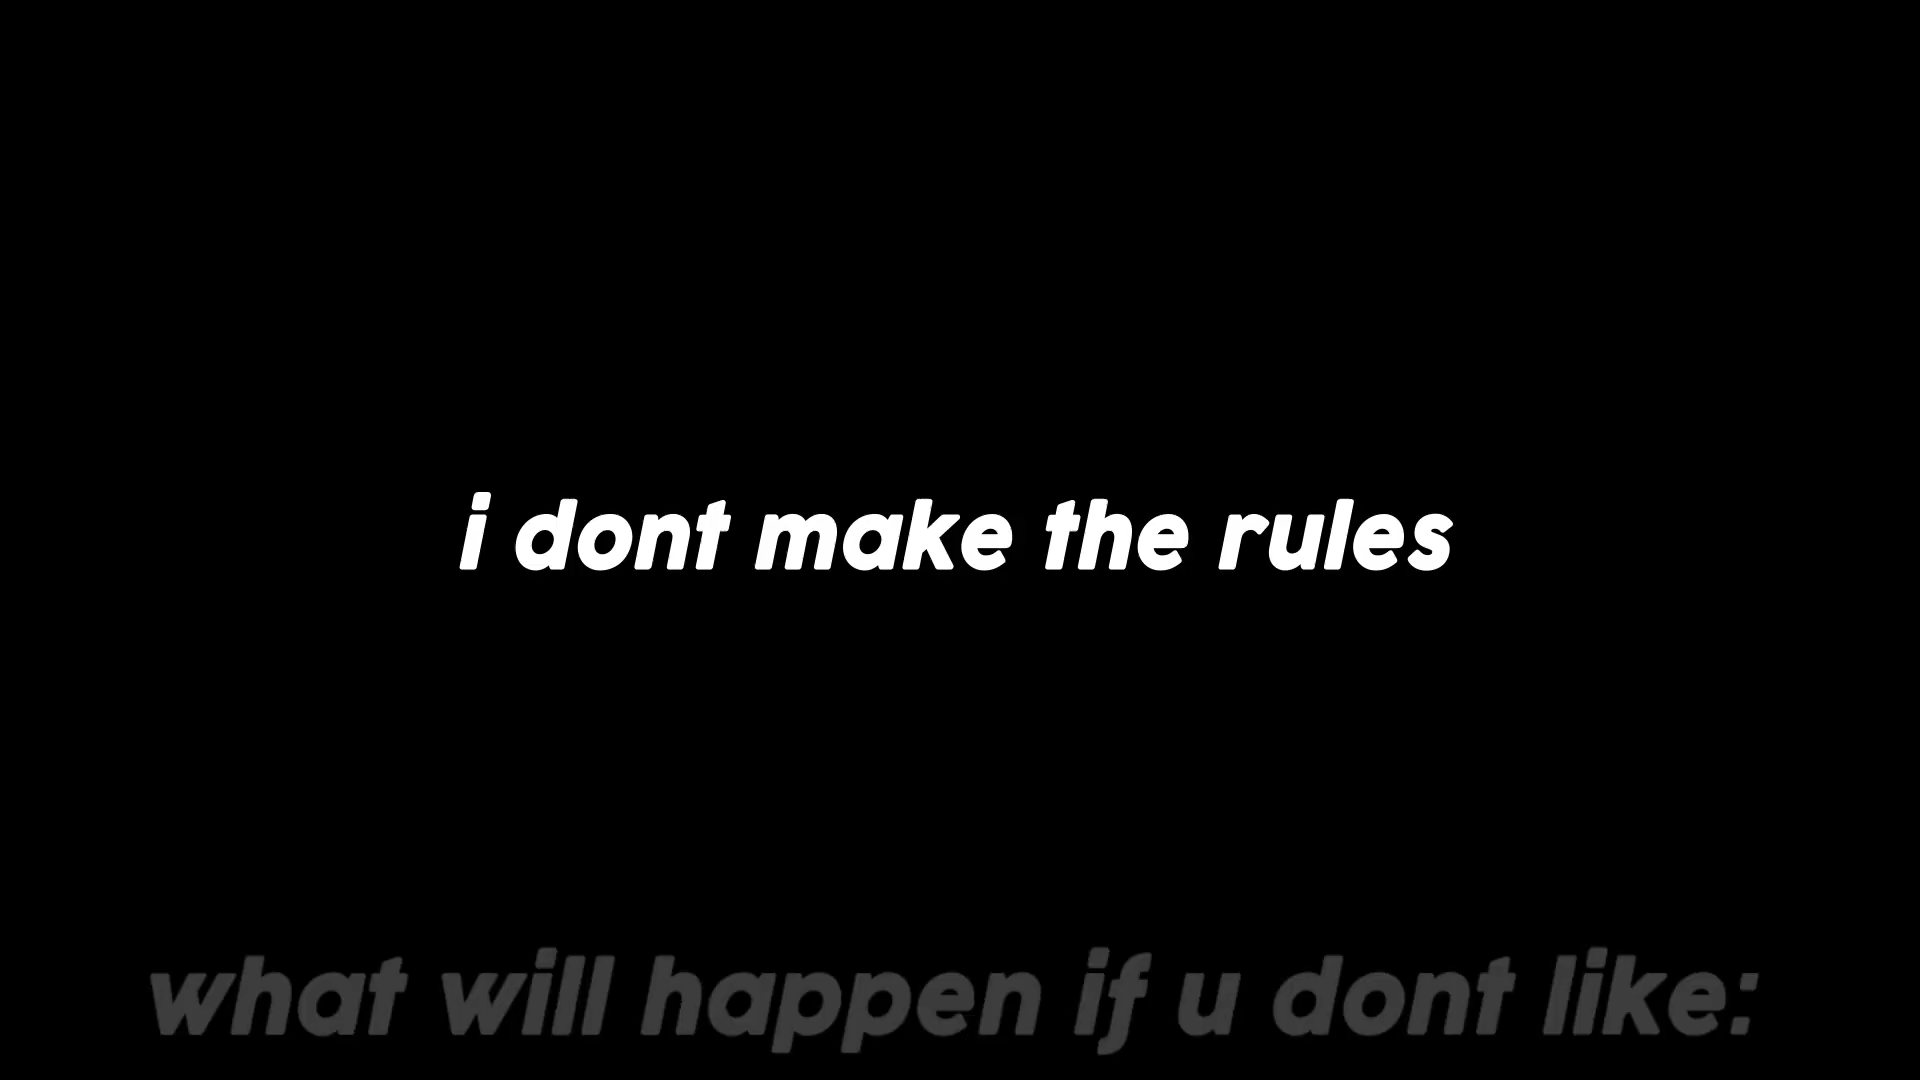 i dont make the rules
what will happen if u dont like: